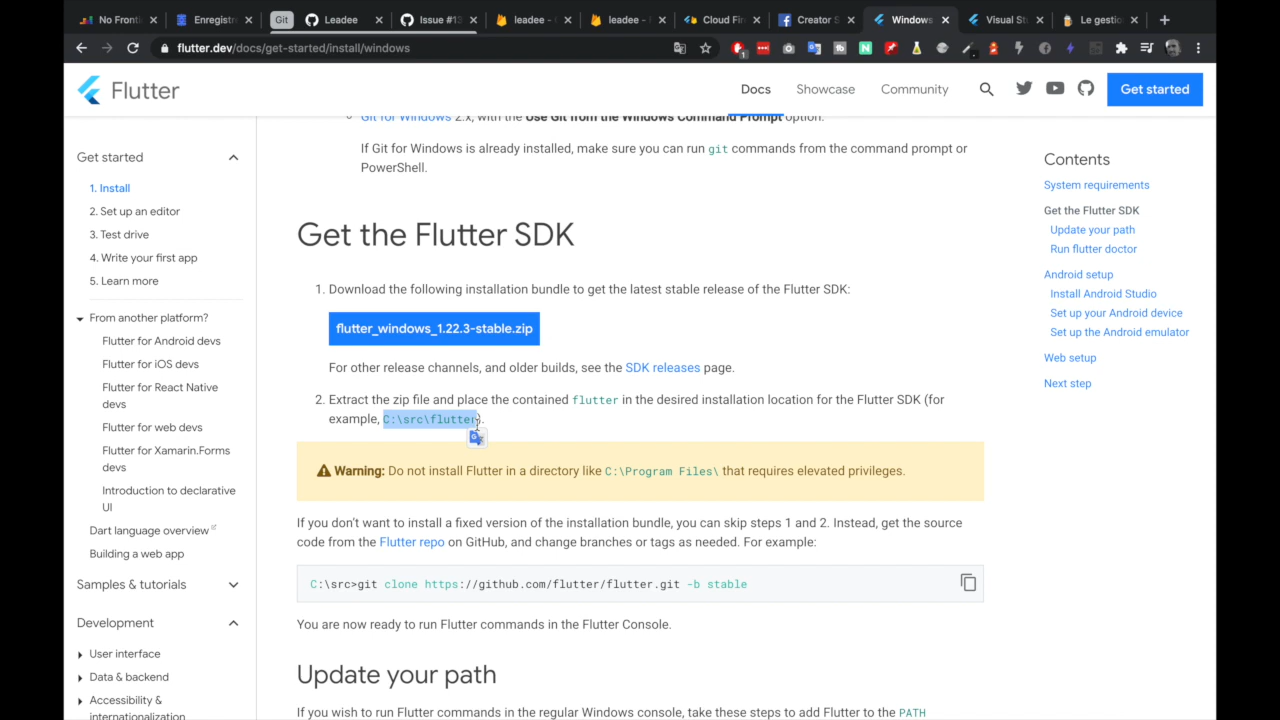 No Fronti
Enregistr
Git
Leadee
Issue #13
leadee - C
leadee -
Cloud Fi
Creator S
Windows
Visual St
Le gestio
flutter.dev/docs/get-started/install/windows
Flutter
Docs
Showcase
Community
Get started
Get started
1. Install
2. Set up an editor
3. Test drive
4. Write your first app
5. Learn more
From another platform?
Flutter for Android devs
Flutter for iOS devs
Flutter for React Native
devs
Flutter for web devs
Flutter for Xamarin.Forms
devs
Introduction to declarative
UI
Dart language overview
Building a web app
Samples & tutorials
Development
User interface
Data & backend
Accessibility &
internationalization
Git for Windows 2.x, with the Use Git from the Windows Command Prompt option.
If Git for Windows is already installed, make sure you can run git commands from the command prompt or
PowerShell.
Get the Flutter SDK
1. Download the following installation bundle to get the latest stable release of the Flutter SDK:
flutter_windows_1.22.3-stable.zip
For other release channels, and older builds, see the SDK releases page.
2. Extract the zip file and place the contained flutter in the desired installation location for the Flutter SDK (for
example, C:\src\flutter).
Warning: Do not install Flutter in a directory like C:\Program Files\ that requires elevated privileges.
If you don't want to install a fixed version of the installation bundle, you can skip steps 1 and 2. Instead, get the source
code from the Flutter repo on GitHub, and change branches or tags as needed. For example:
C:\src>git clone https://github.com/flutter/flutter.git -b stable
You are now ready to run Flutter commands in the Flutter Console.
Update your path
If you wish to run Flutter commands in the regular Windows console, take these steps to add Flutter to the PATH
Contents
System requirements
Get the Flutter SDK
Update your path
Run flutter doctor
Android setup
Install Android Studio
Set up your Android device
Set up the Android emulator
Web setup
Next step